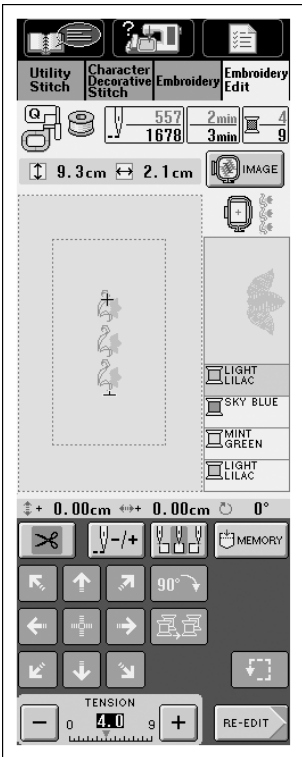 ?
Utility Stitch
Character Decorative Stitch
Embroidery
Embroidery Edit
Q
557
1678
2min
3min
4
9
9.3cm 2.1cm
IMAGE
LIGHT LILAC
SKY BLUE
MINT GREEN
LIGHT LILAC
+ 0.00cm + 0.00cm 0°
-/+
MEMORY
90°
TENSION
− 0 4.0 9 +
RE-EDIT